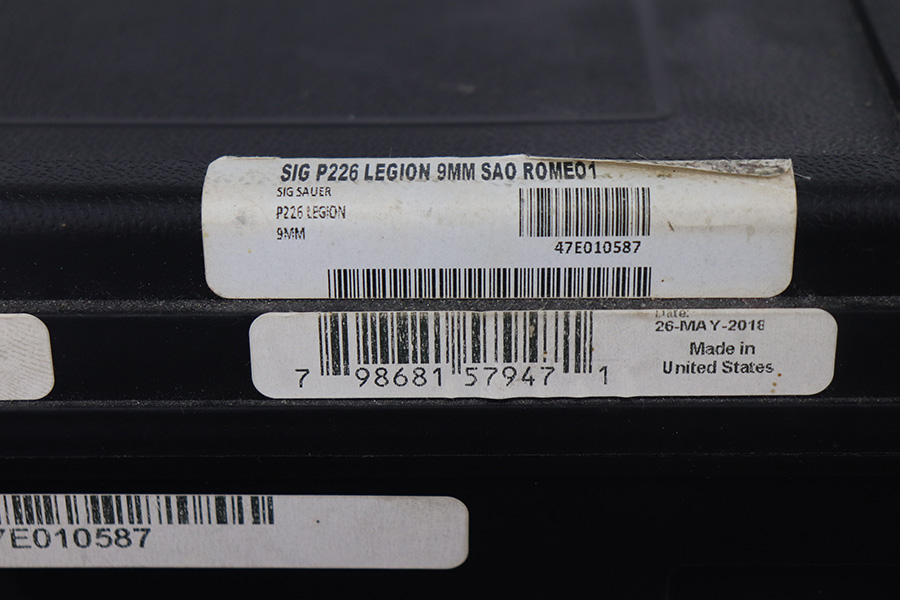 SIG P226 LEGION 9MM SAO ROMEO1
SIG SAUER
P226 LEGION
9MM
47E010587
Date:
26-MAY-2018
Made in
United States
7 98681 57947 1
7E010587